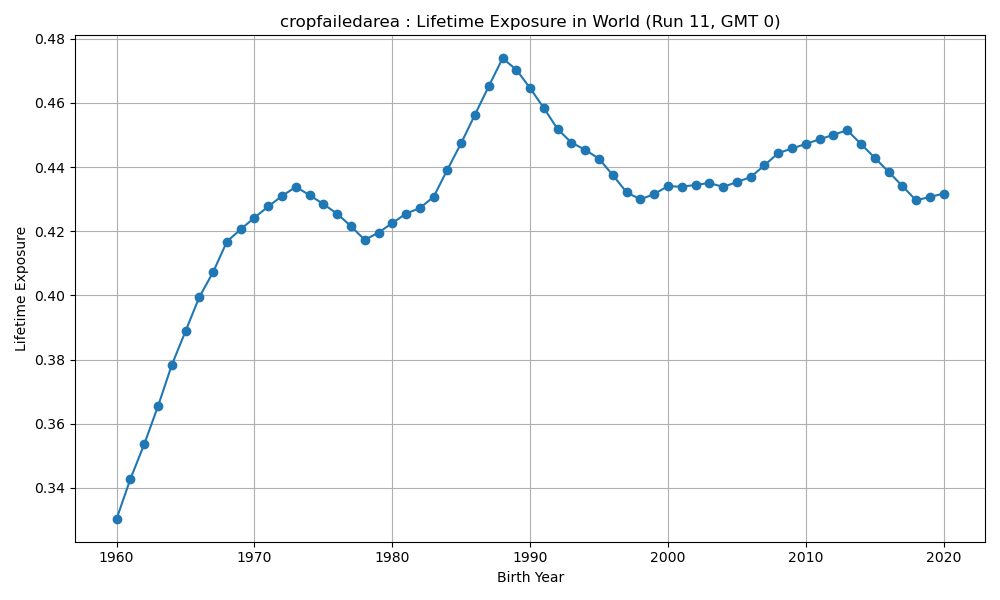 cropfailedarea : Lifetime Exposure in World (Run 11, GMT 0)
0.48
0.46
0.44
0.42
0.40
0.38
0.36
0.34
Lifetime Exposure
1960 1970 1980 1990 2000 2010 2020
Birth Year